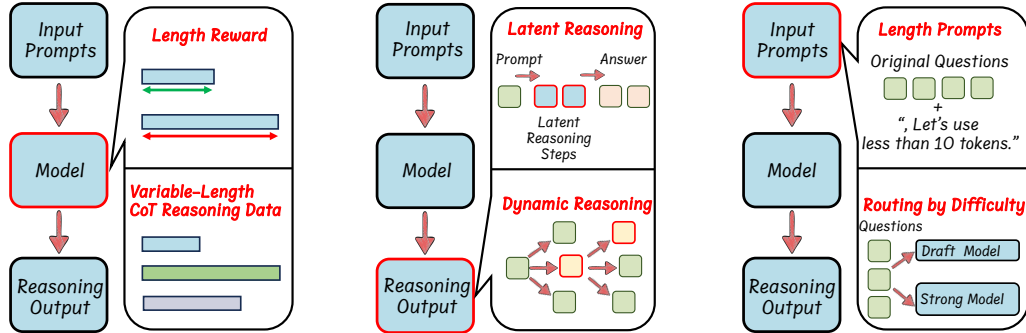 Input
Prompts
Model
Reasoning
Output
Length Reward
Variable-Length
CoT Reasoning Data
Input
Prompts
Model
Reasoning
Output
Latent Reasoning
Prompt
Answer
Latent
Reasoning
Steps
Dynamic Reasoning
Input
Prompts
Model
Reasoning
Output
Length Prompts
Original Questions
+
“, Let's use
less than 10 tokens.”
Routing by Difficulty
Questions
Draft Model
Strong Model